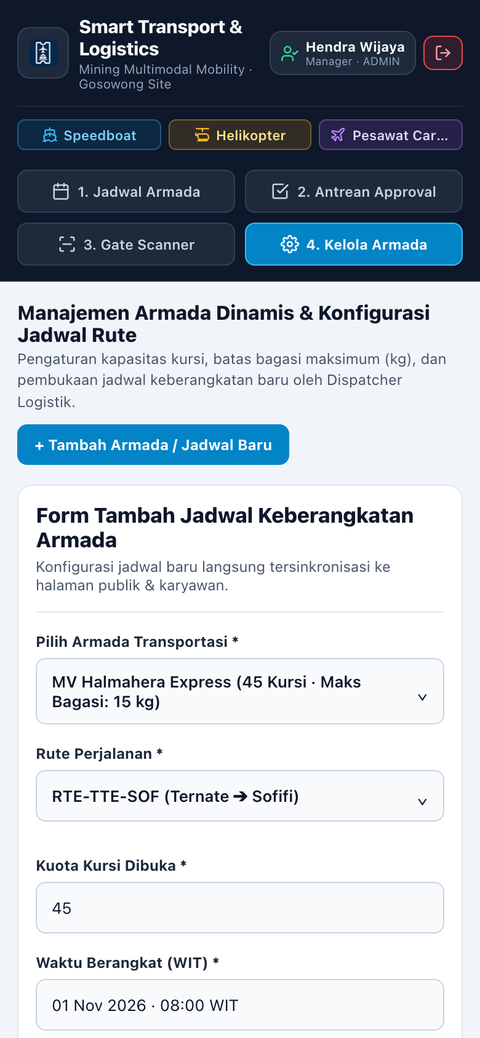 Smart Transport &
Logistics
Mining Multimodal Mobility ·
Gosowong Site
Hendra Wijaya
Manager · ADMIN
Speedboat
Helikopter
Pesawat Car...
1. Jadwal Armada
2. Antrean Approval
3. Gate Scanner
4. Kelola Armada
Manajemen Armada Dinamis & Konfigurasi
Jadwal Rute
Pengaturan kapasitas kursi, batas bagasi maksimum (kg), dan
pembukaan jadwal keberangkatan baru oleh Dispatcher
Logistik.
+ Tambah Armada / Jadwal Baru
Form Tambah Jadwal Keberangkatan
Armada
Konfigurasi jadwal baru langsung tersinkronisasi ke
halaman publik & karyawan.
Pilih Armada Transportasi *
MV Halmahera Express (45 Kursi · Maks
Bagasi: 15 kg)
Rute Perjalanan *
RTE-TTE-SOF (Ternate ➔ Sofifi)
Kuota Kursi Dibuka *
45
Waktu Berangkat (WIT) *
01 Nov 2026 · 08:00 WIT